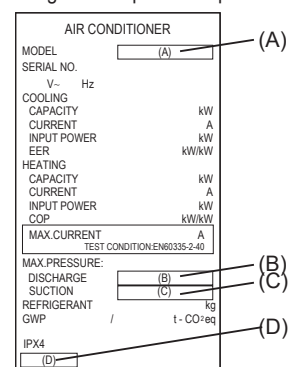 AIR CONDITIONER
MODEL (A) (A)
SERIAL NO.
V~ Hz
COOLING
CAPACITY kW
CURRENT A
INPUT POWER kW
EER kW/kW
HEATING
CAPACITY kW
CURRENT A
INPUT POWER kW
COP kW/kW
MAX.CURRENT A
TEST CONDITION:EN60335-2-40
MAX.PRESSURE:
DISCHARGE (B) (B)
SUCTION (C) (C)
REFRIGERANT kg
GWP / t - CO2eq
IPX4
(D) (D)